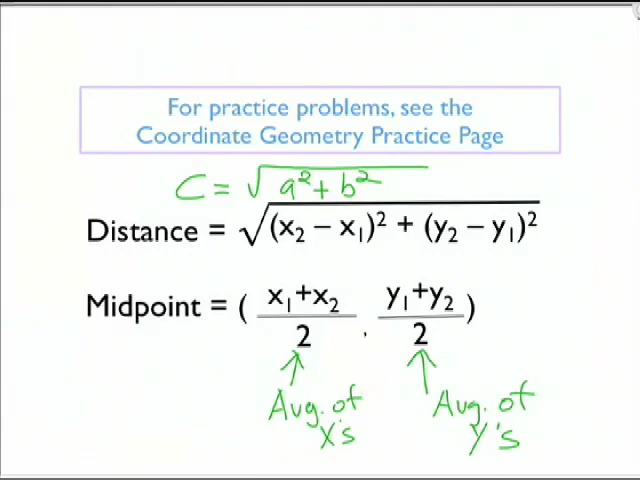 For practice problems, see the
Coordinate Geometry Practice Page
C = √a²+b²
Distance = √(x₂ − x₁)² + (y₂ − y₁)²
Midpoint = ( x₁+x₂/2 , y₁+y₂/2 )
Avg. of X's
Avg. of Y's